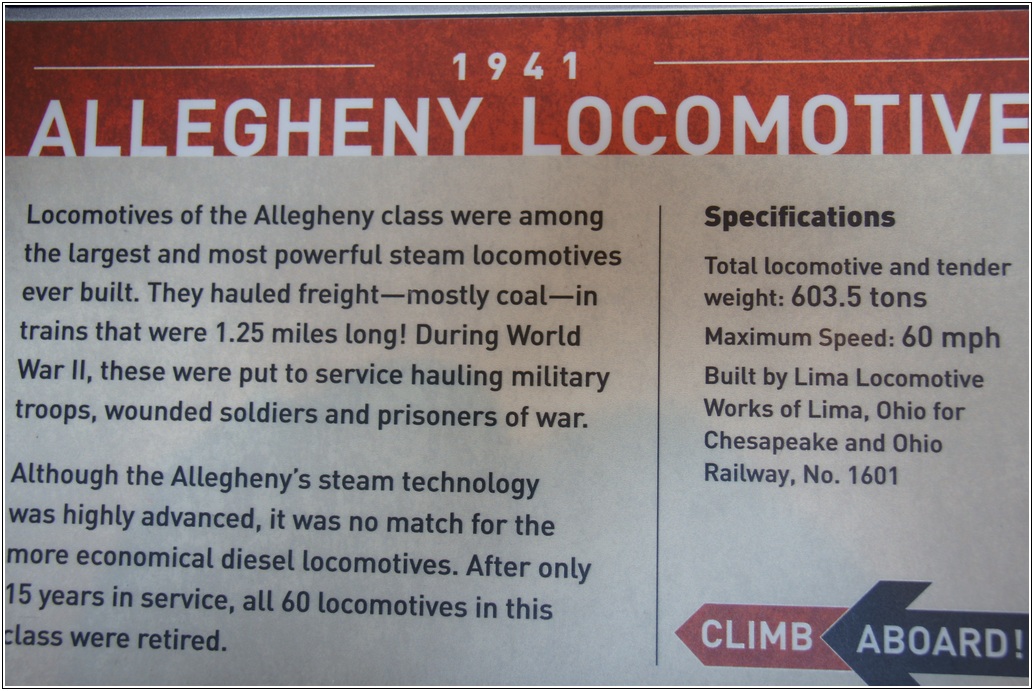 1941
ALLEGHENY LOCOMOTIVE
Locomotives of the Allegheny class were among
the largest and most powerful steam locomotives
ever built. They hauled freight—mostly coal—in
trains that were 1.25 miles long! During World
War II, these were put to service hauling military
troops, wounded soldiers and prisoners of war.
Although the Allegheny's steam technology
was highly advanced, it was no match for the
more economical diesel locomotives. After only
15 years in service, all 60 locomotives in this
class were retired.
Specifications
Total locomotive and tender
weight: 603.5 tons
Maximum Speed: 60 mph
Built by Lima Locomotive
Works of Lima, Ohio for
Chesapeake and Ohio
Railway, No. 1601
CLIMB ABOARD!